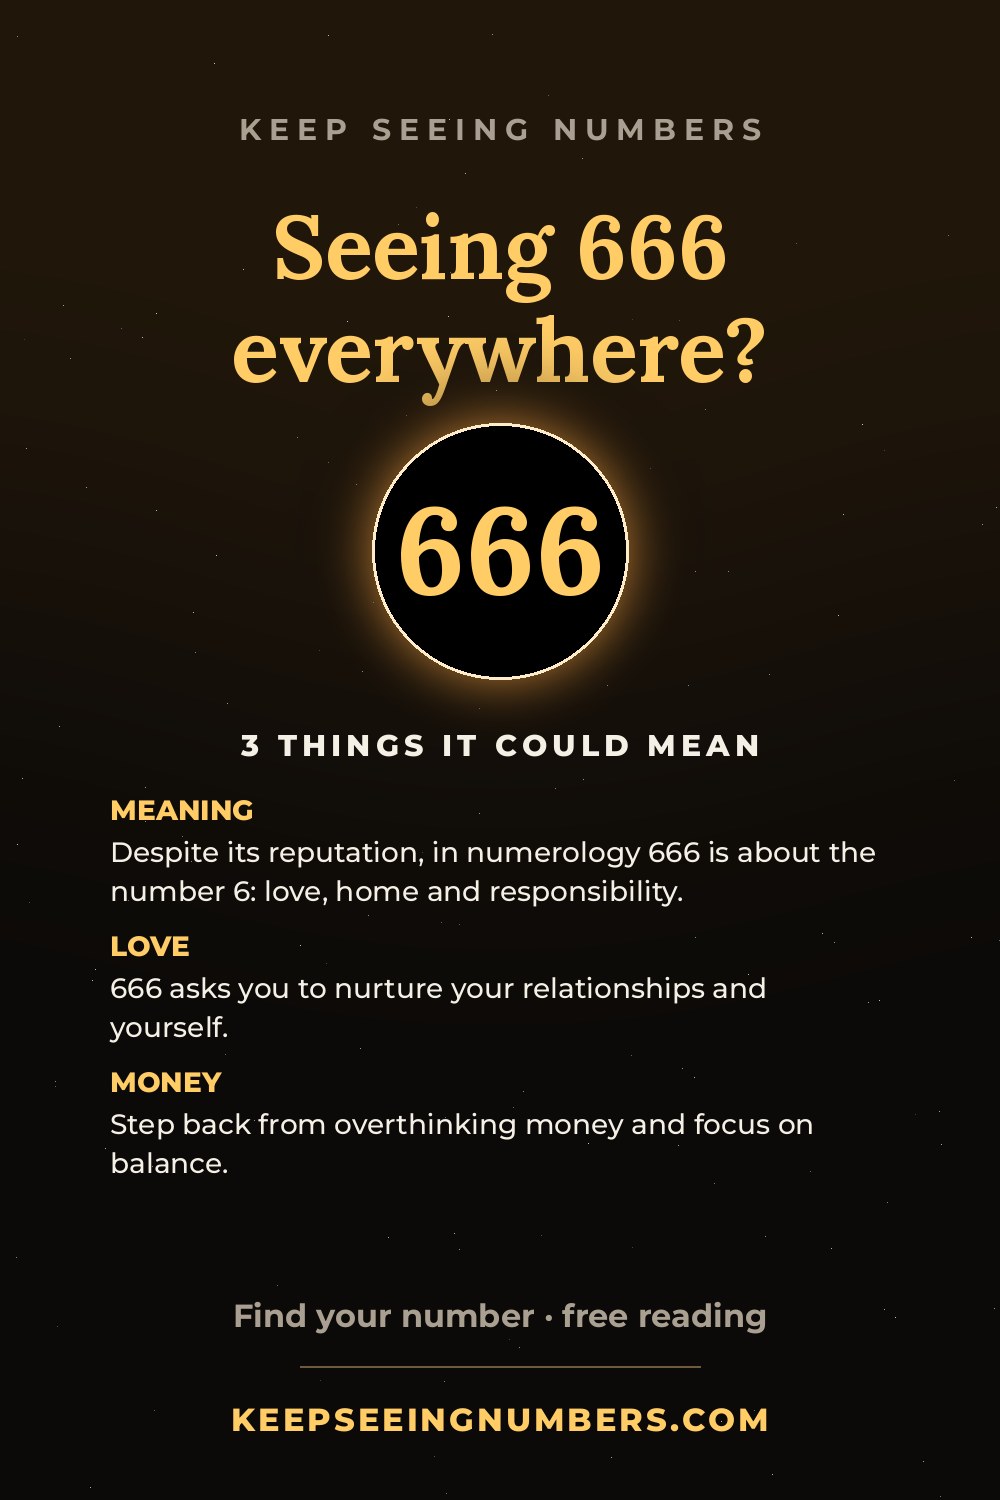 KEEP SEEING NUMBERS
Seeing 666
everywhere?
666
3 THINGS IT COULD MEAN
MEANING
Despite its reputation, in numerology 666 is about the
number 6: love, home and responsibility.
LOVE
666 asks you to nurture your relationships and
yourself.
MONEY
Step back from overthinking money and focus on
balance.
Find your number · free reading
KEEPSEEINGNUMBERS.COM